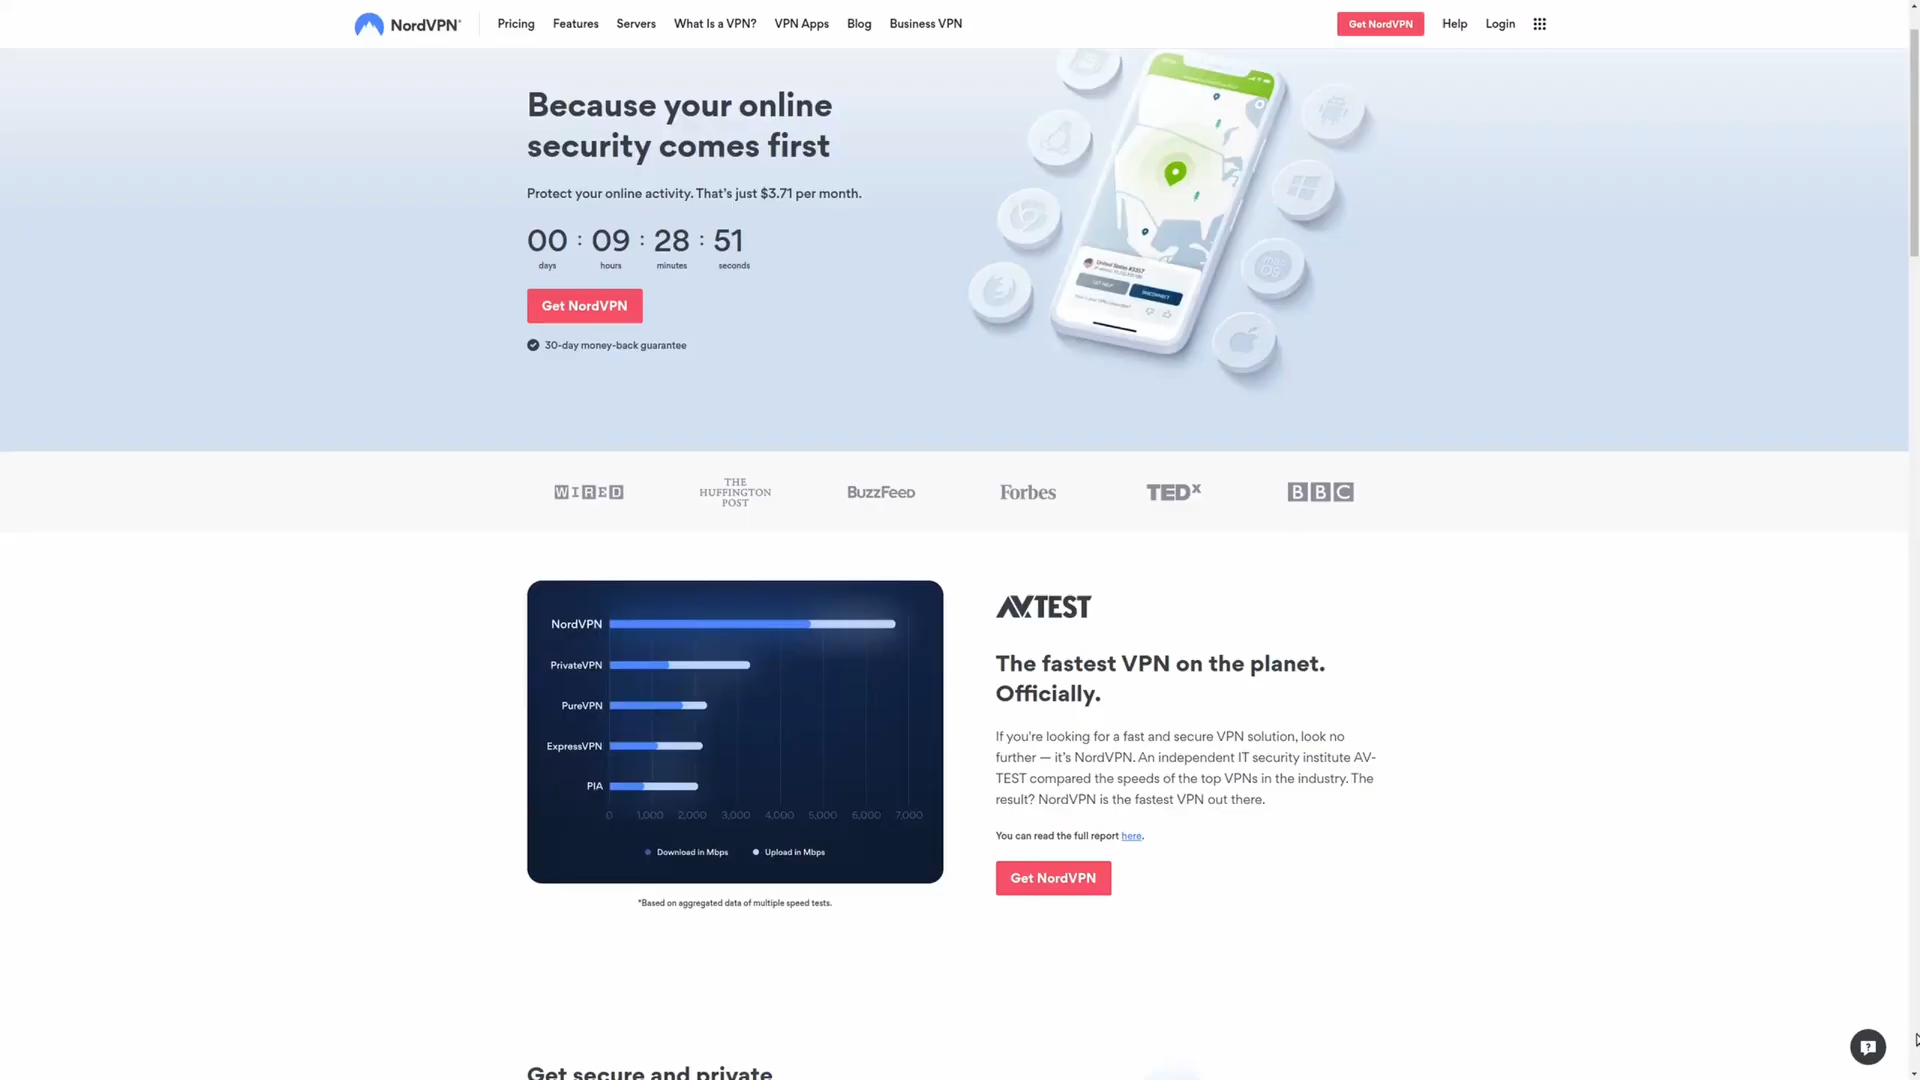 NordVPN®
Pricing
Features
Servers
What Is a VPN?
VPN Apps
Blog
Business VPN
Get NordVPN
Help
Login
Because your online
security comes first
Protect your online activity. That's just $3.71 per month.
00 : 09 : 28 : 51
days hours minutes seconds
Get NordVPN
30-day money-back guarantee
United States #3357
DISCONNECT
mac
OS
WIRED
THE
HUFFINGTON
POST
BuzzFeed
Forbes
TEDx
BBC
NordVPN
PrivateVPN
PureVPN
ExpressVPN
PIA
0 1,000 2,000 3,000 4,000 5,000 6,000 7,000
Download in Mbps Upload in Mbps
*Based on aggregated data of multiple speed tests.
AVTEST
The fastest VPN on the planet.
Officially.
If you're looking for a fast and secure VPN solution, look no
further — it's NordVPN. An independent IT security institute AV-
TEST compared the speeds of the top VPNs in the industry. The
result? NordVPN is the fastest VPN out there.
You can read the full report here.
Get NordVPN
Get secure and private